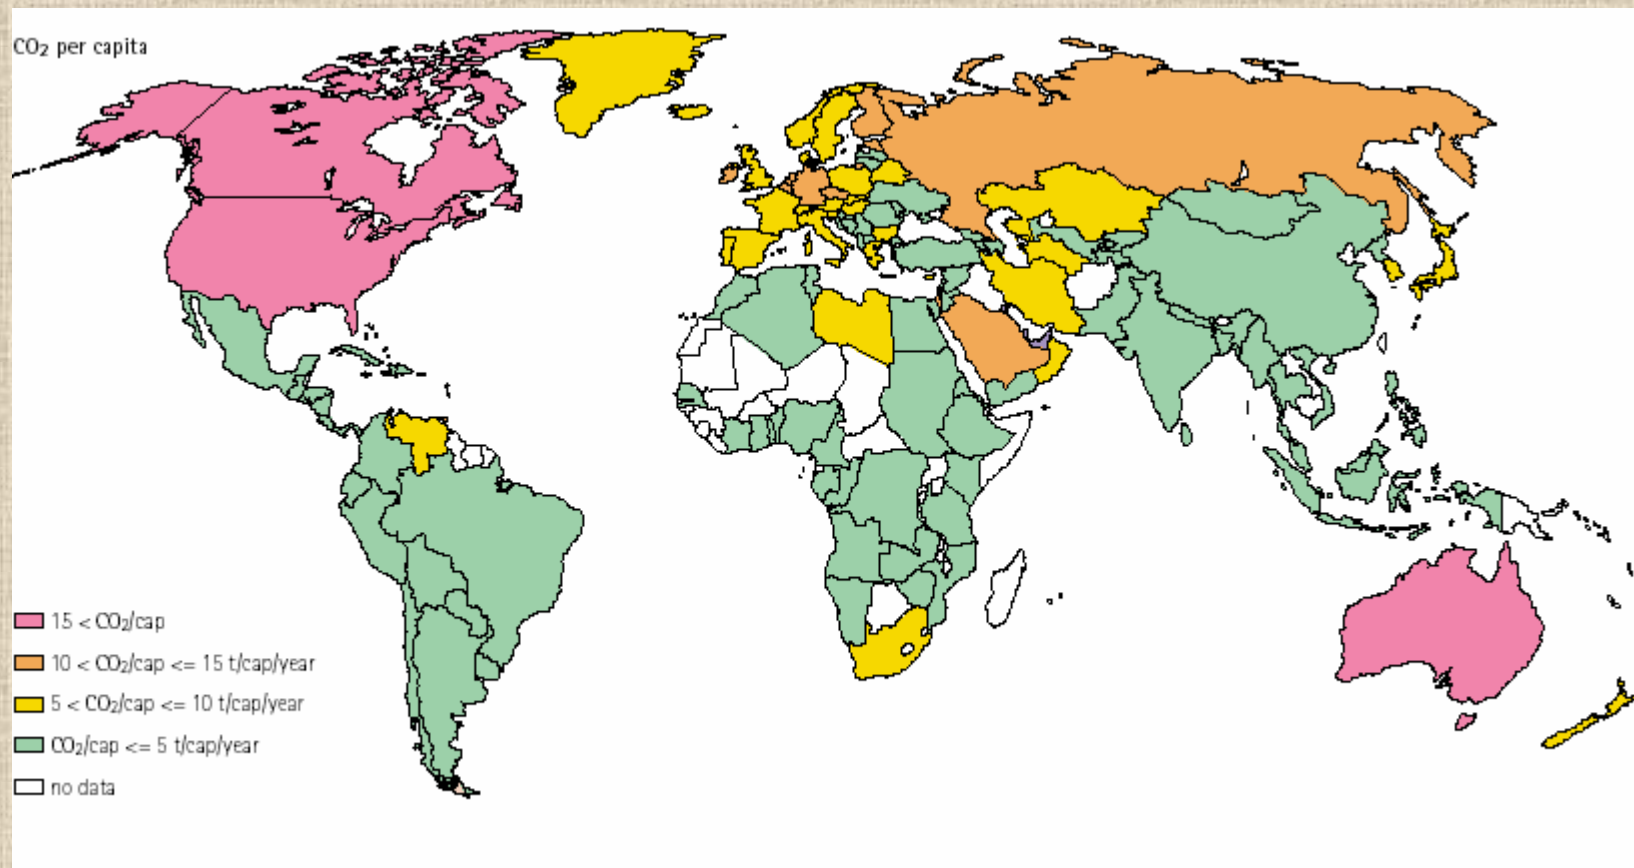 CO₂ per capita
15 < CO₂/cap
10 < CO₂/cap <= 15 t/cap/year
5 < CO₂/cap <= 10 t/cap/year
CO₂/cap <= 5 t/cap/year
no data